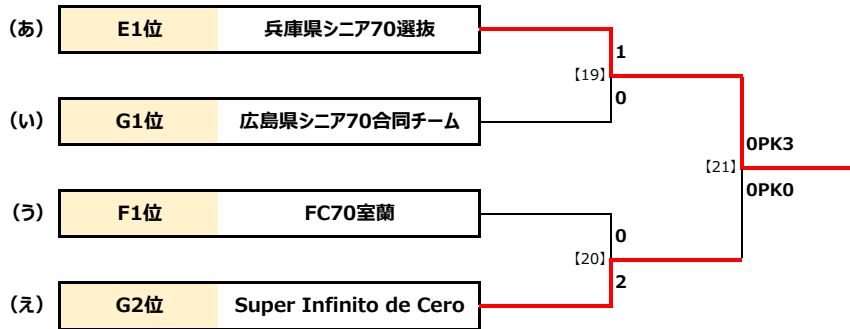 (あ) E1位 兵庫県シニア70選抜
1
【19】
0
(い) G1位 広島県シニア70合同チーム
0PK3
【21】
0PK0
(う) F1位 FC70室蘭
0
【20】
2
(え) G2位 Super Infinito de Cero